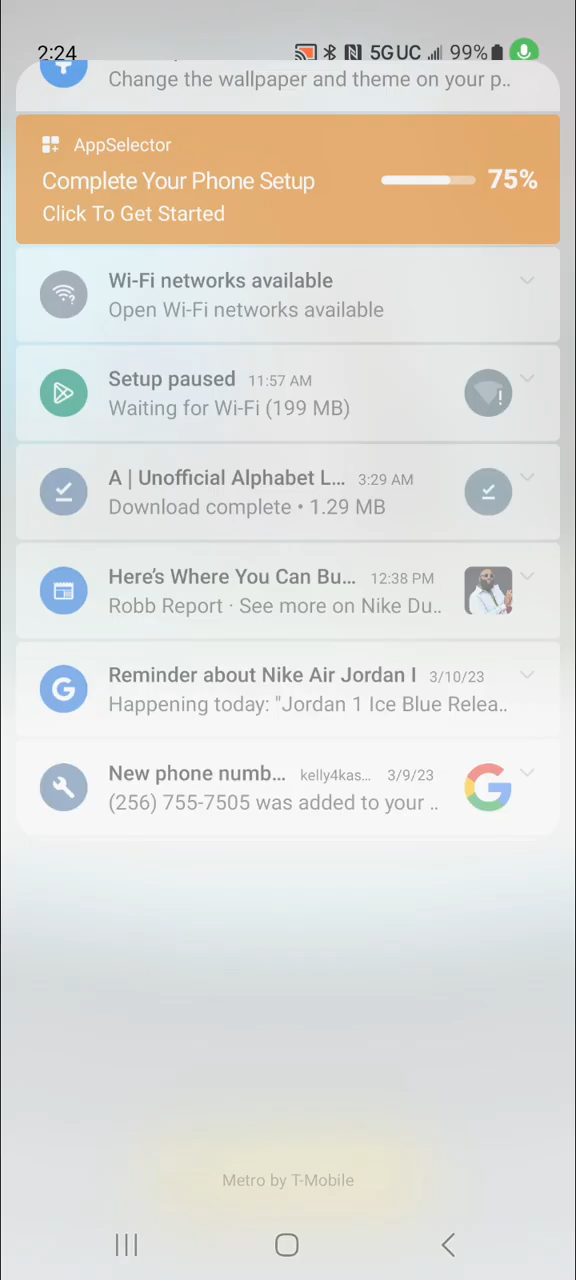 2:24 5G UC 99%
Change the wallpaper and theme on your p..
AppSelector
Complete Your Phone Setup 75%
Click To Get Started
Wi-Fi networks available
Open Wi-Fi networks available
Setup paused 11:57 AM
Waiting for Wi-Fi (199 MB)
A | Unofficial Alphabet L... 3:29 AM
Download complete • 1.29 MB
Here's Where You Can Bu... 12:38 PM
Robb Report · See more on Nike Du..
Reminder about Nike Air Jordan I 3/10/23
Happening today: "Jordan 1 Ice Blue Relea..
New phone numb... kelly4kas... 3/9/23
(256) 755-7505 was added to your ..
Metro by T-Mobile